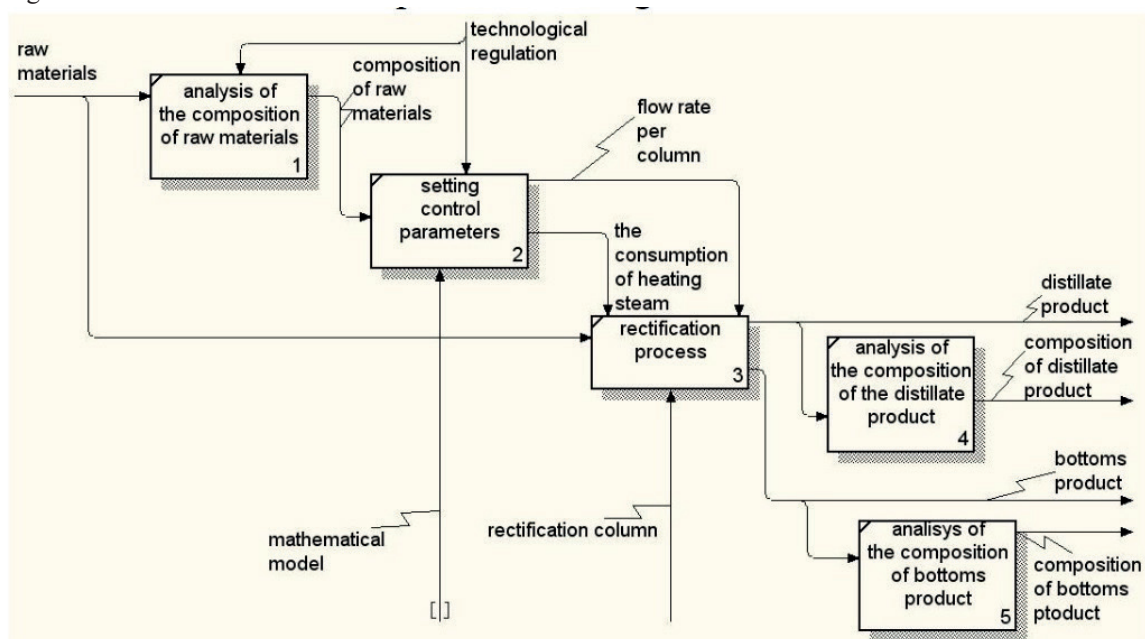 technological
regulation
raw
materials
composition
of raw
materials
analysis of
the composition
of raw materials
1
flow rate
per
column
setting
control
parameters
2
the
consumption
of heating
steam
rectification
process
3
distillate
product
analysis of
the composition
of the distillate
product
4
composition
of distillate
product
bottoms
product
mathematical
model
rectification column
[ ]
analisys of
the composition
of bottoms
product
5
composition
of bottoms
ptoduct